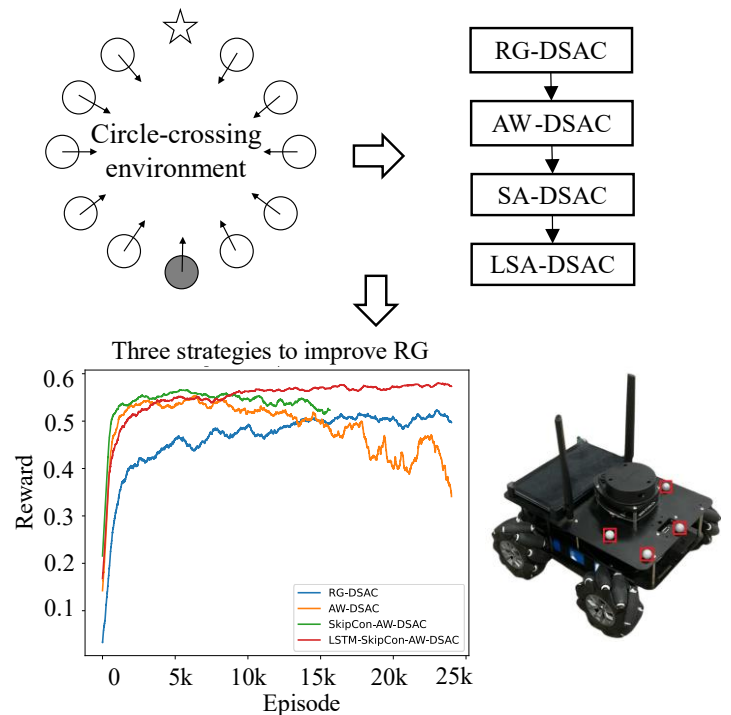 Circle-crossing
environment
RG-DSAC
AW-DSAC
SA-DSAC
LSA-DSAC
Three strategies to improve RG
Reward
0.6
0.5
0.4
0.3
0.2
0.1
RG-DSAC
AW-DSAC
SkipCon-AW-DSAC
LSTM-SkipCon-AW-DSAC
0 5k 10k 15k 20k 25k
Episode